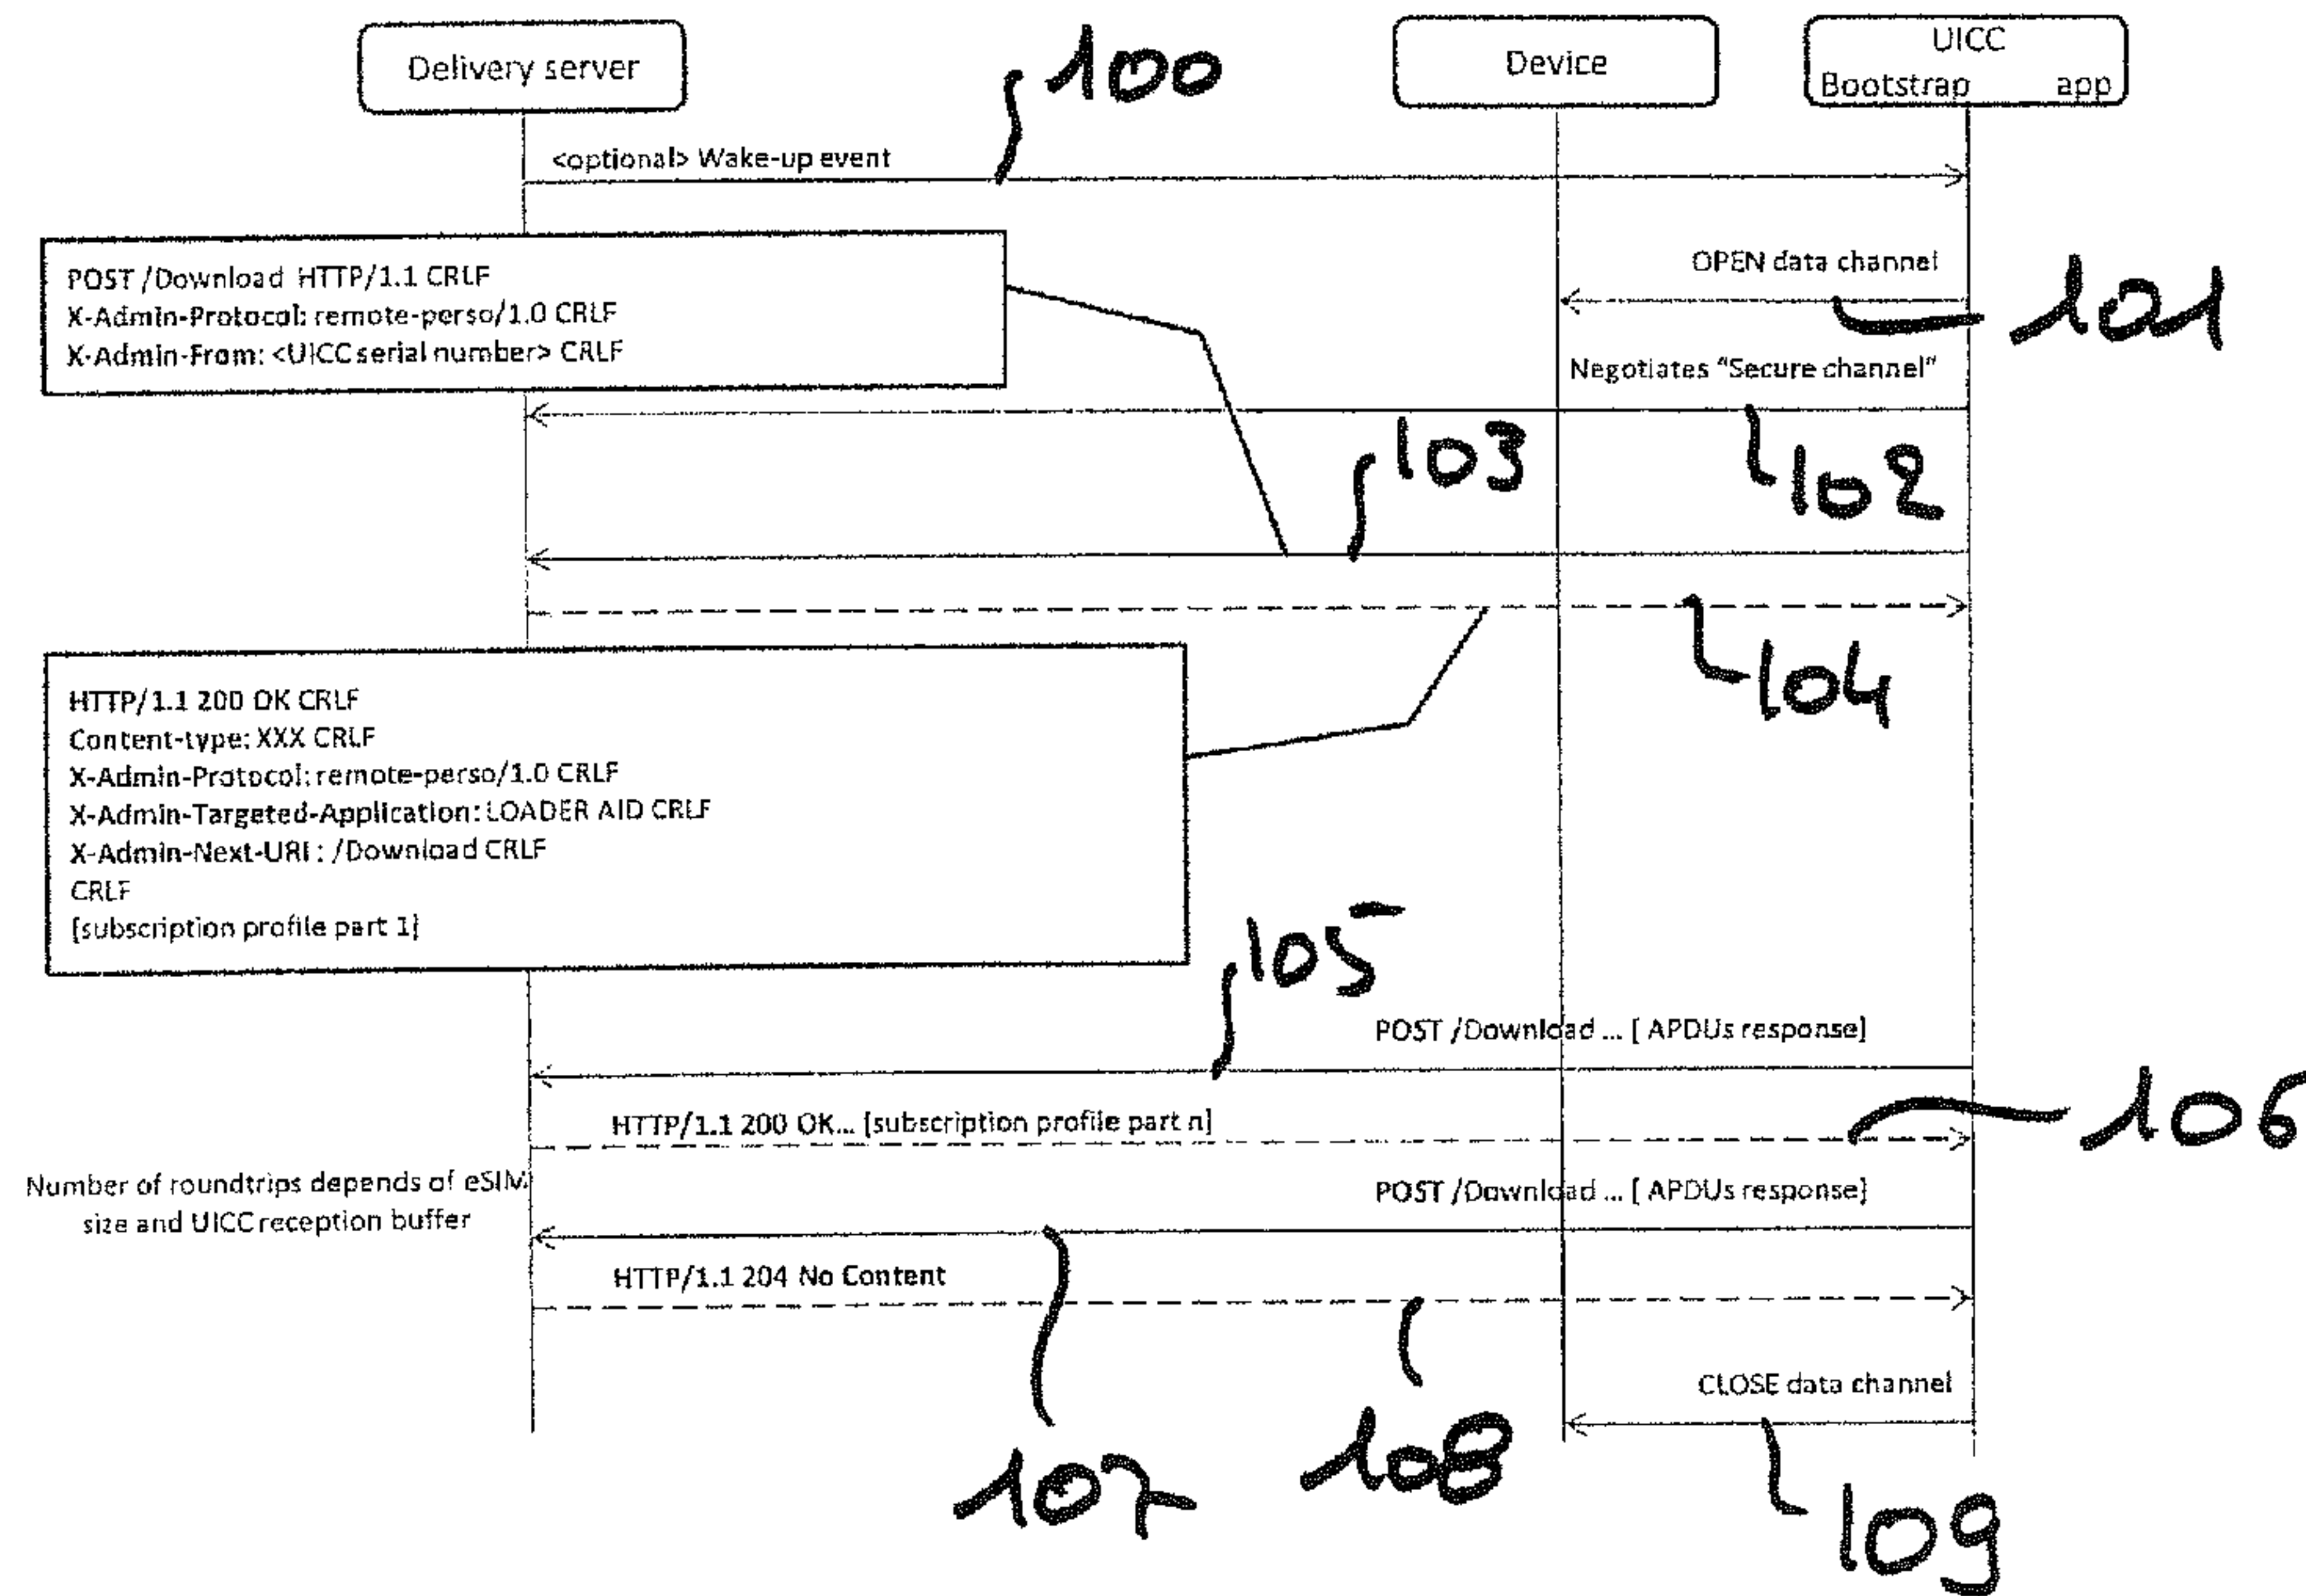 Delivery server
Device
UICC
Bootstrap app
100
<optional> Wake-up event
POST /Download HTTP/1.1 CRLF
X-Admin-Protocol: remote-perso/1.0 CRLF
X-Admin-From: <UICC serial number> CRLF
OPEN data channel
101
Negotiates "Secure channel"
102
103
104
HTTP/1.1 200 OK CRLF
Content-type: XXX CRLF
X-Admin-Protocol: remote-perso/1.0 CRLF
X-Admin-Targeted-Application: LOADER AID CRLF
X-Admin-Next-URI : /Download CRLF
CRLF
[subscription profile part 1]
105
POST /Download ... [ APDUs response]
106
HTTP/1.1 200 OK... [subscription profile part n]
Number of roundtrips depends of eSIM
size and UICC reception buffer
POST /Download ... [ APDUs response]
107
HTTP/1.1 204 No Content
108
CLOSE data channel
109